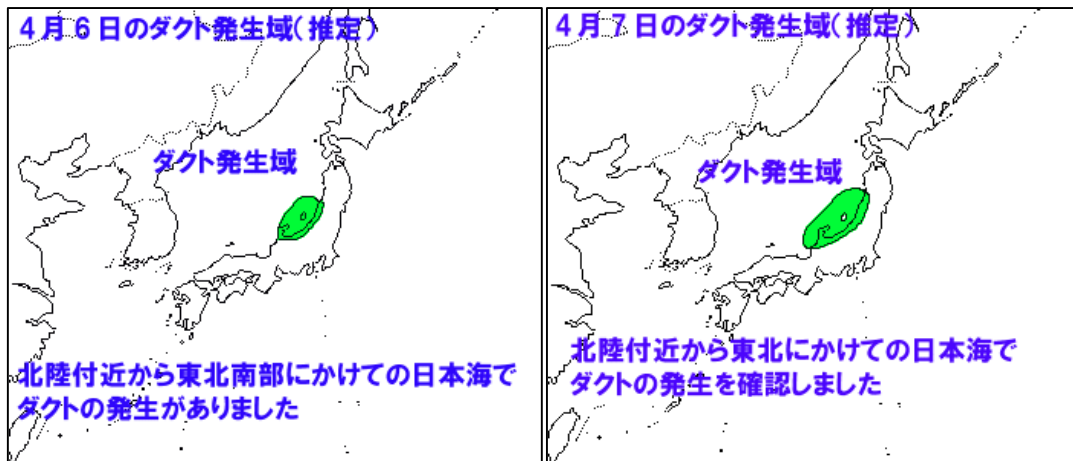 4月6日のダクト発生域(推定)
ダクト発生域
北陸付近から東北南部にかけての日本海で
ダクトの発生がありました
4月7日のダクト発生域(推定)
ダクト発生域
北陸付近から東北にかけての日本海で
ダクトの発生を確認しました